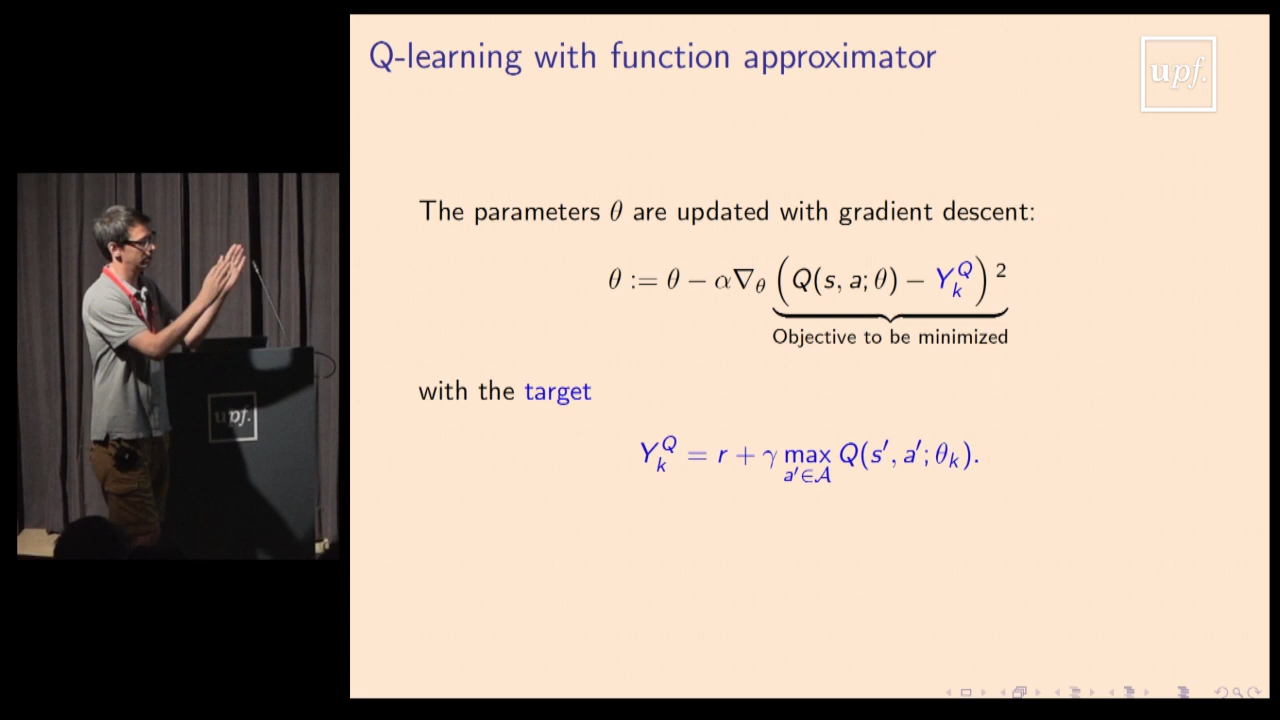 Q-learning with function approximator
upf.
The parameters θ are updated with gradient descent:
θ := θ − α∇_θ (Q(s, a; θ) − Y_k^Q)^2
Objective to be minimized
with the target
Y_k^Q = r + γ max_{a′∈𝒜} Q(s′, a′; θ_k).
upf.